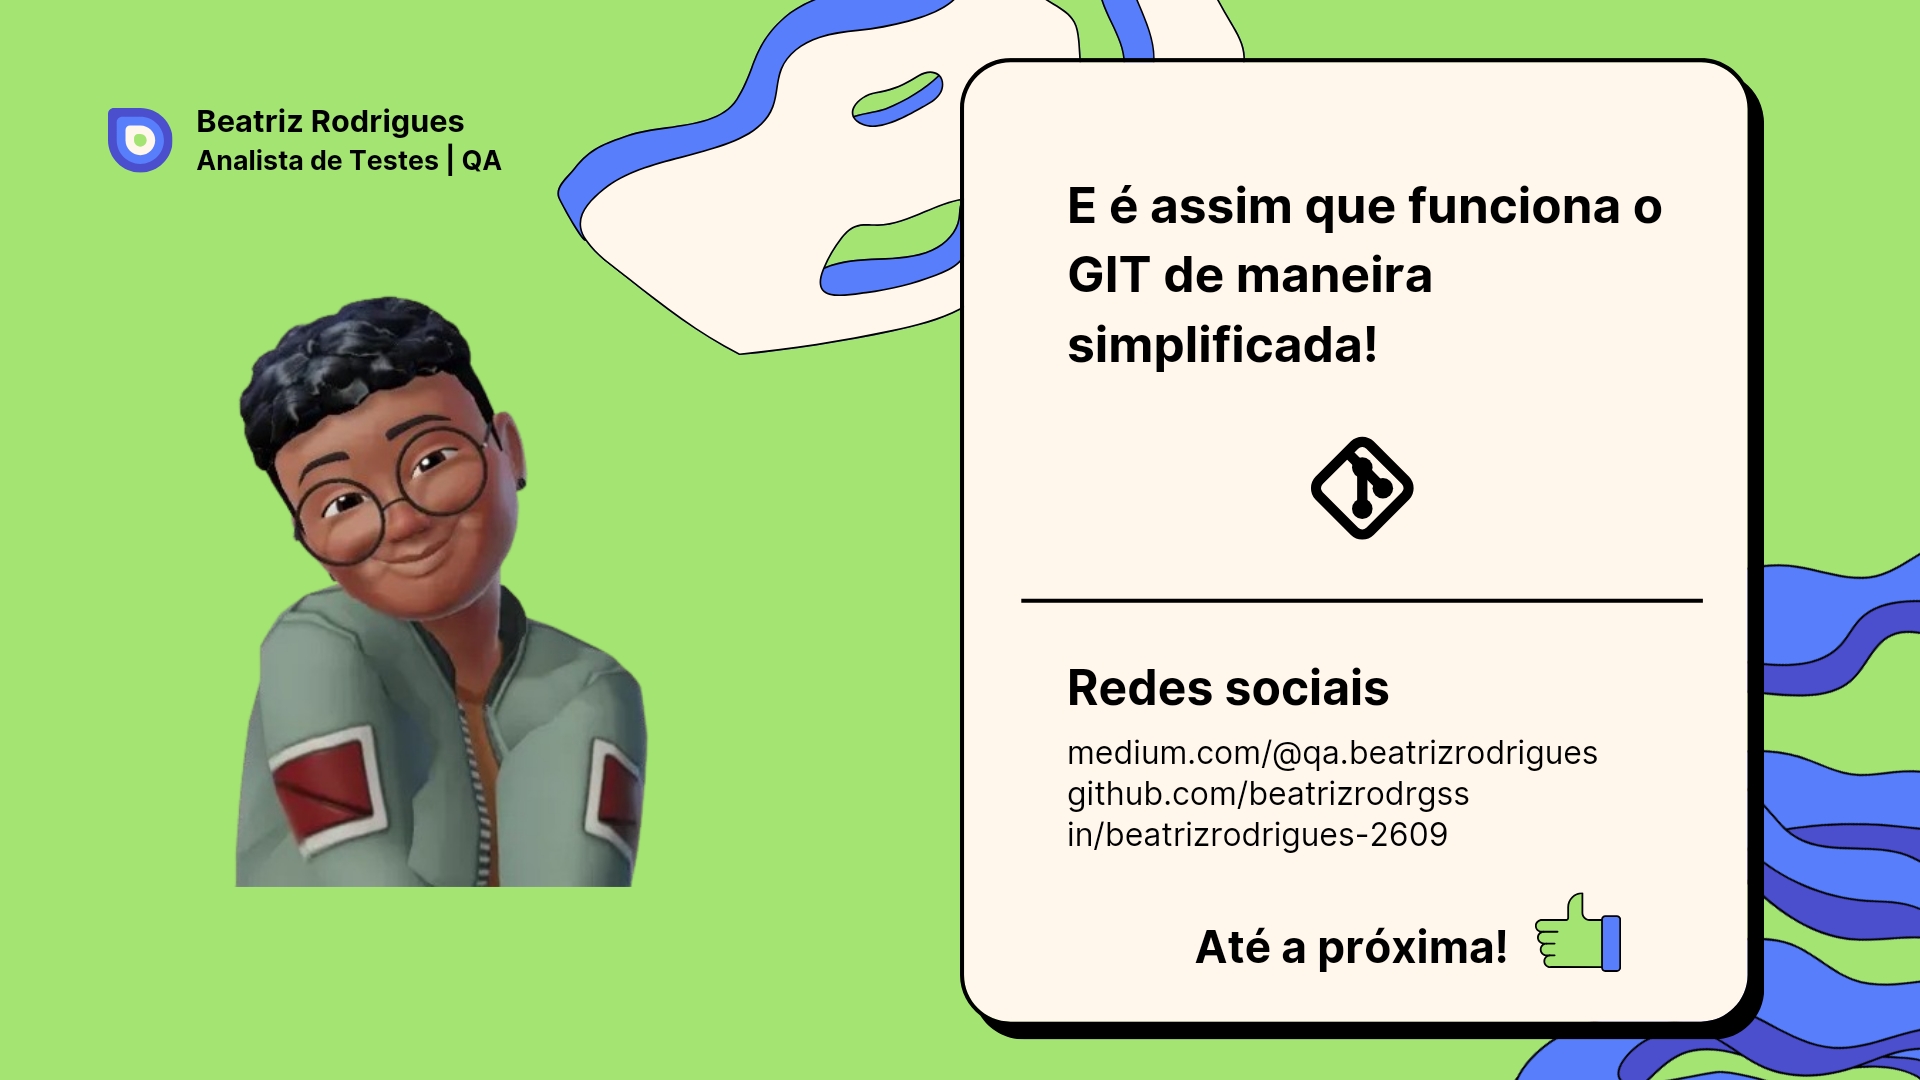 Beatriz Rodrigues
Analista de Testes | QA
E é assim que funciona o
GIT de maneira
simplificada!
Redes sociais
medium.com/@qa.beatrizrodrigues
github.com/beatrizrodrgss
in/beatrizrodrigues-2609
Até a próxima!